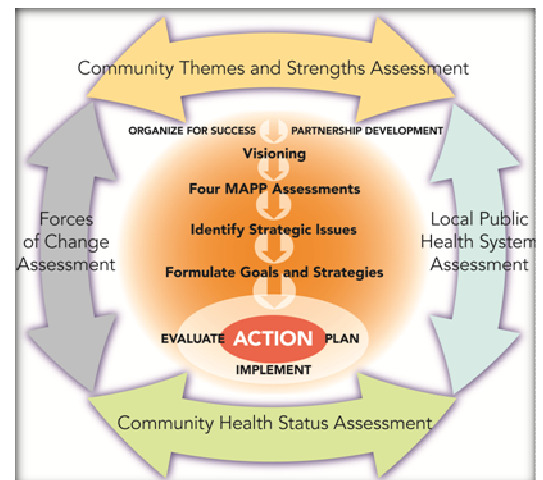 Community Themes and Strengths Assessment
ORGANIZE FOR SUCCESS PARTNERSHIP DEVELOPMENT
Visioning
Four MAPP Assessments
Identify Strategic Issues
Formulate Goals and Strategies
Forces
of Change
Assessment
Local Public
Health System
Assessment
EVALUATE ACTION PLAN
IMPLEMENT
Community Health Status Assessment